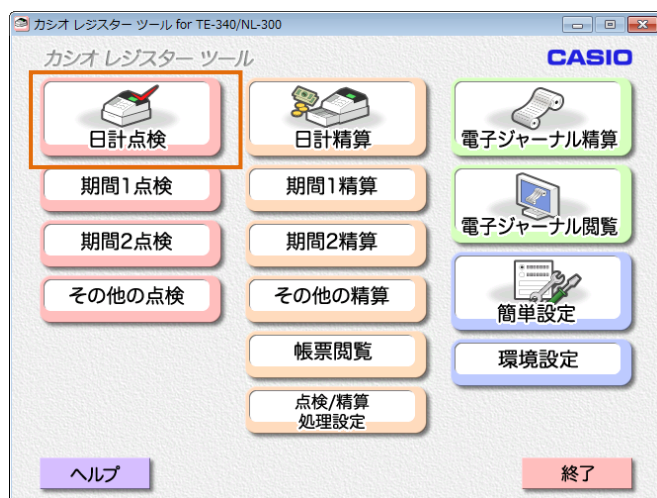 カシオ レジスター ツール for TE-340/NL-300
カシオ レジスター ツール
CASIO
日計点検
日計精算
電子ジャーナル精算
期間1点検
期間1精算
電子ジャーナル閲覧
期間2点検
期間2精算
その他の点検
その他の精算
簡単設定
帳票閲覧
環境設定
点検/精算
処理設定
ヘルプ
終了